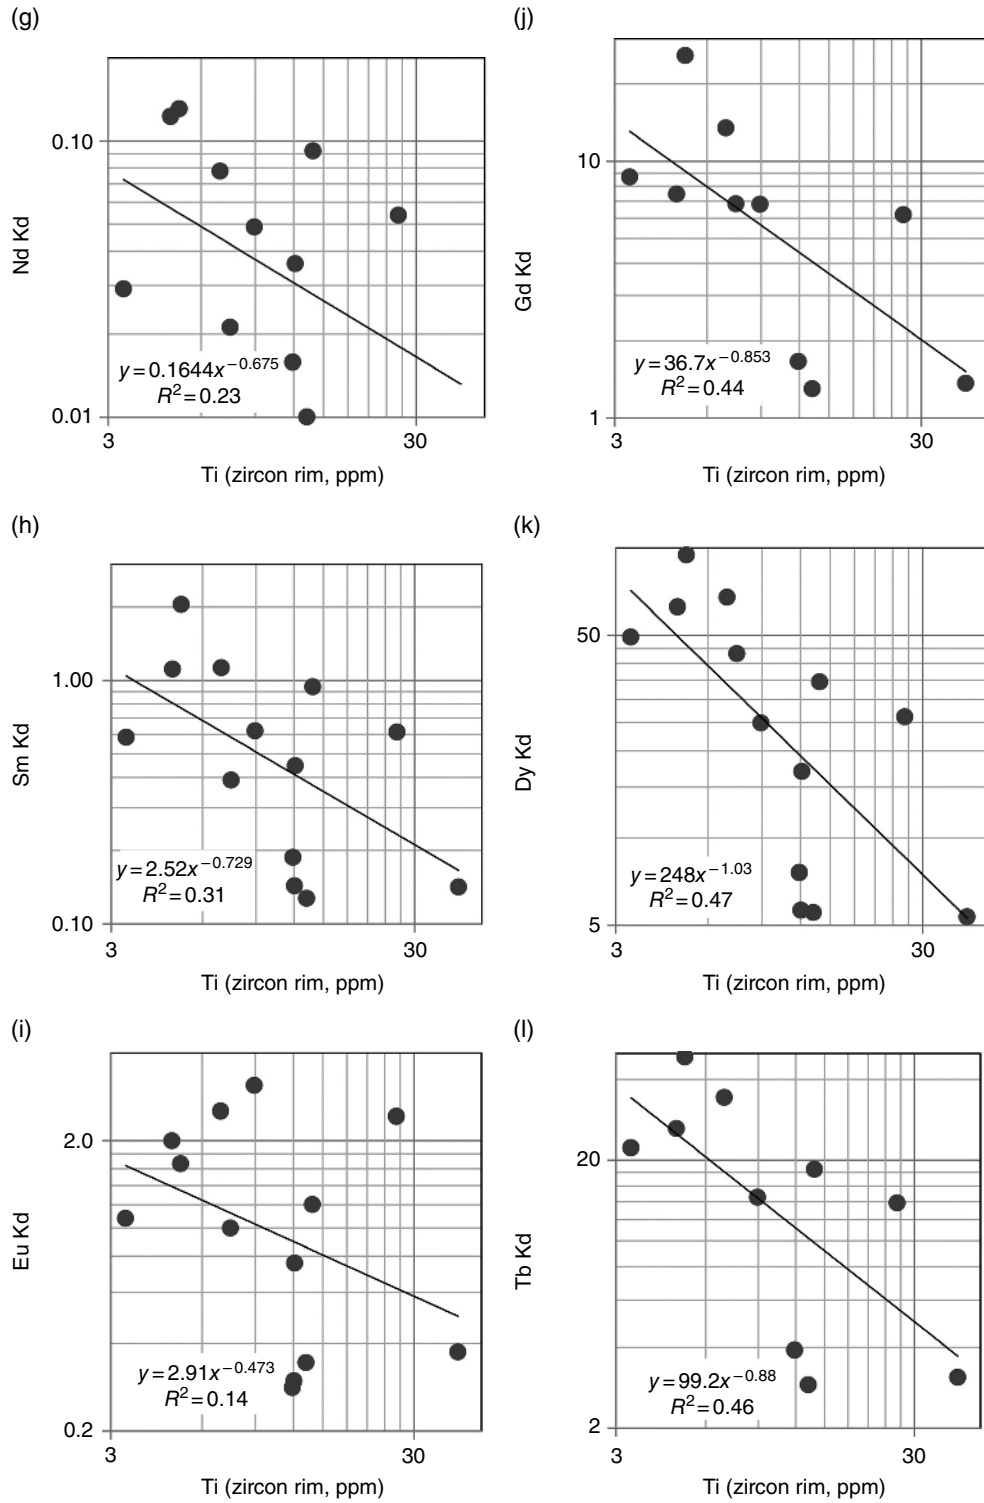 (g)
Nd Kd
0.10
0.01
y = 0.1644x^−0.675
R² = 0.23
3
30
Ti (zircon rim, ppm)
(j)
Gd Kd
10
1
y = 36.7x^−0.853
R² = 0.44
3
30
Ti (zircon rim, ppm)
(h)
Sm Kd
1.00
0.10
y = 2.52x^−0.729
R² = 0.31
3
30
Ti (zircon rim, ppm)
(k)
Dy Kd
50
5
y = 248x^−1.03
R² = 0.47
3
30
Ti (zircon rim, ppm)
(i)
Eu Kd
2.0
0.2
y = 2.91x^−0.473
R² = 0.14
3
30
Ti (zircon rim, ppm)
(l)
Tb Kd
20
2
y = 99.2x^−0.88
R² = 0.46
3
30
Ti (zircon rim, ppm)